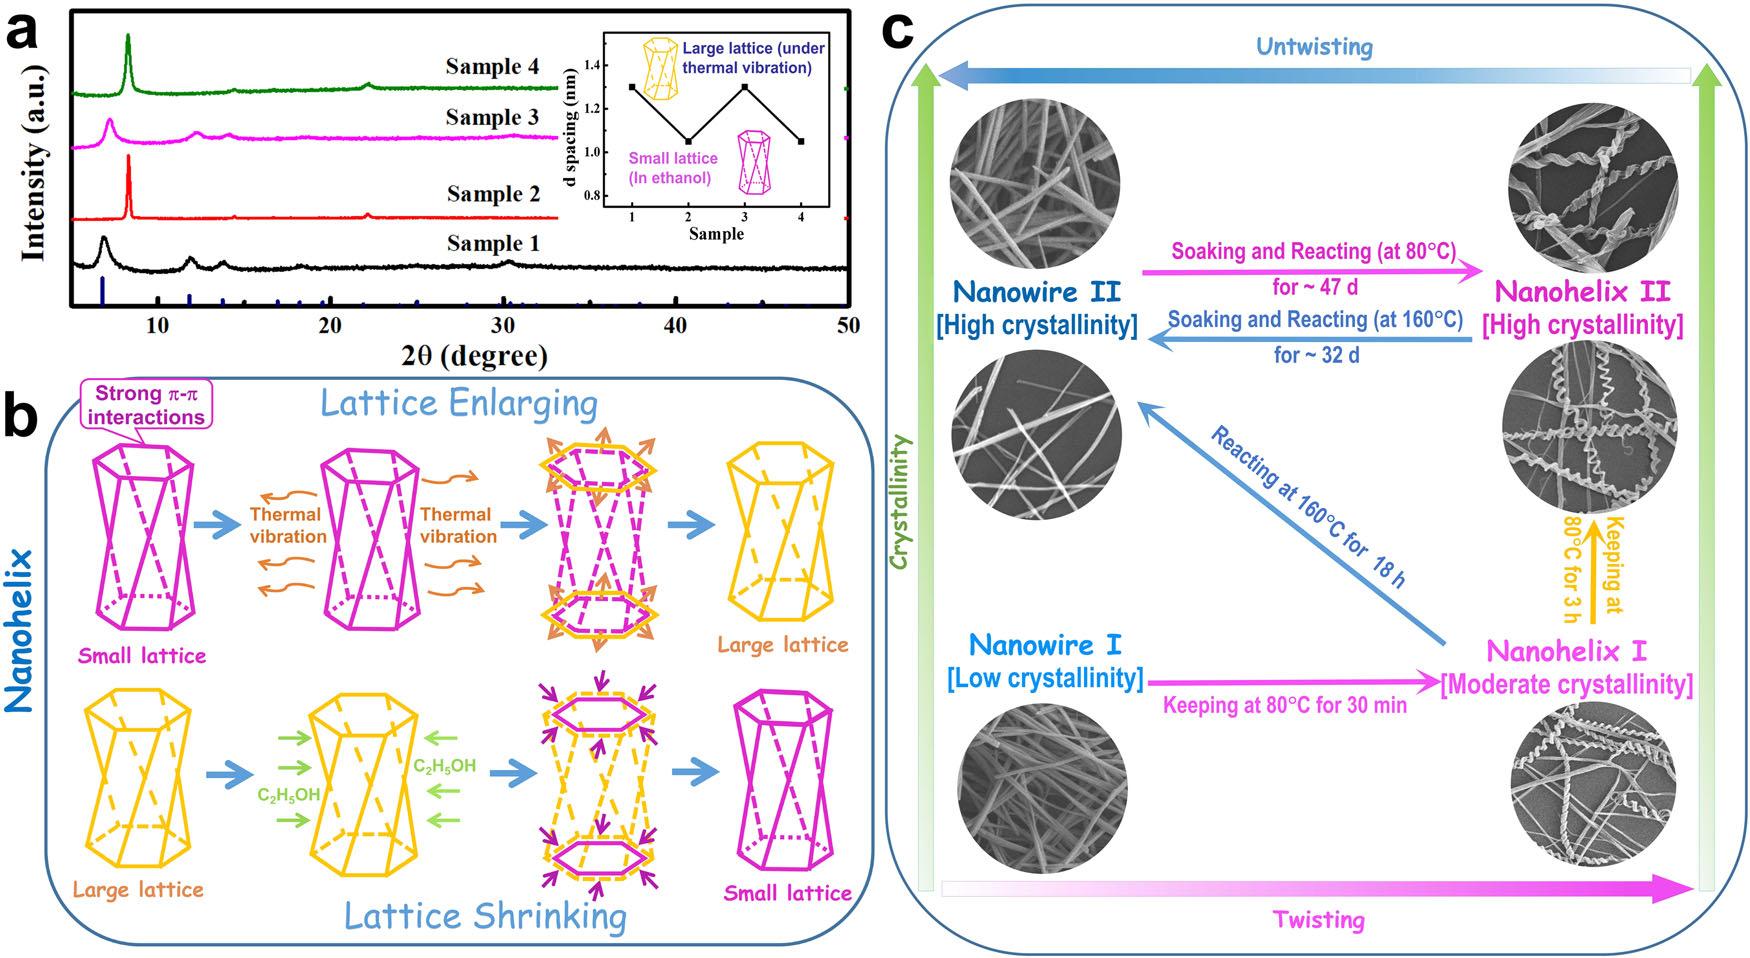 a
Intensity (a.u.)
Sample 4
Sample 3
Sample 2
Sample 1
10
20
30
40
50
2θ (degree)
d spacing (nm)
1.4
1.2
1.0
0.8
1
2
3
4
Sample
Large lattice (under
thermal vibration)
Small lattice
(In ethanol)
b
Nanohelix
Lattice Enlarging
Strong π-π
interactions
Small lattice
Thermal
vibration
Thermal
vibration
Large lattice
Large lattice
C₂H₅OH
C₂H₅OH
Small lattice
Lattice Shrinking
c
Untwisting
Crystallinity
Nanowire II
[High crystallinity]
Soaking and Reacting (at 80°C)
for ~ 47 d
Nanohelix II
[High crystallinity]
Soaking and Reacting (at 160°C)
for ~ 32 d
Reacting at 160°C for 18 h
Keeping at
80°C for 3 h
Nanowire I
[Low crystallinity]
Keeping at 80°C for 30 min
Nanohelix I
[Moderate crystallinity]
Twisting